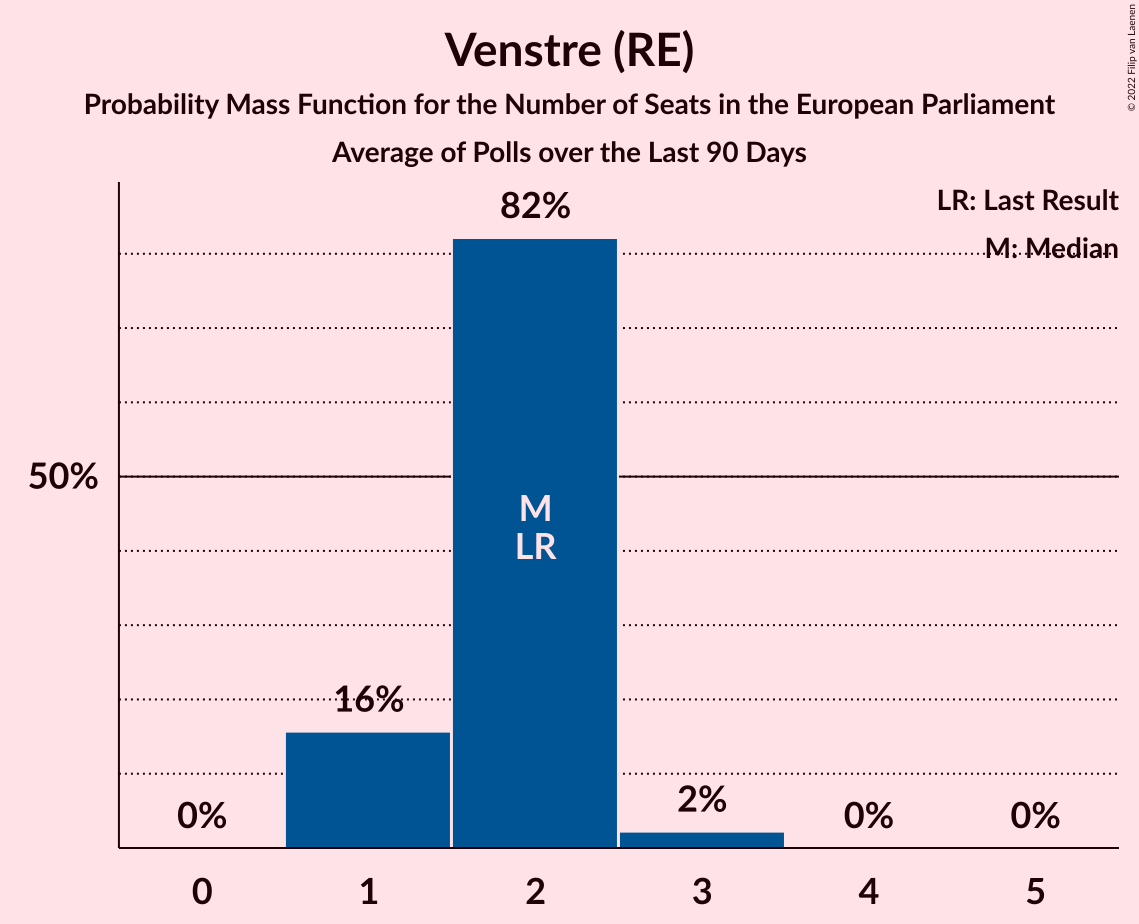 Venstre (RE)
Probability Mass Function for the Number of Seats in the European Parliament
Average of Polls over the Last 90 Days
© 2022 Filip van Laenen
LR: Last Result
M: Median
82%
50%
M
LR
16%
0%
2%
0%
0%
0 1 2 3 4 5